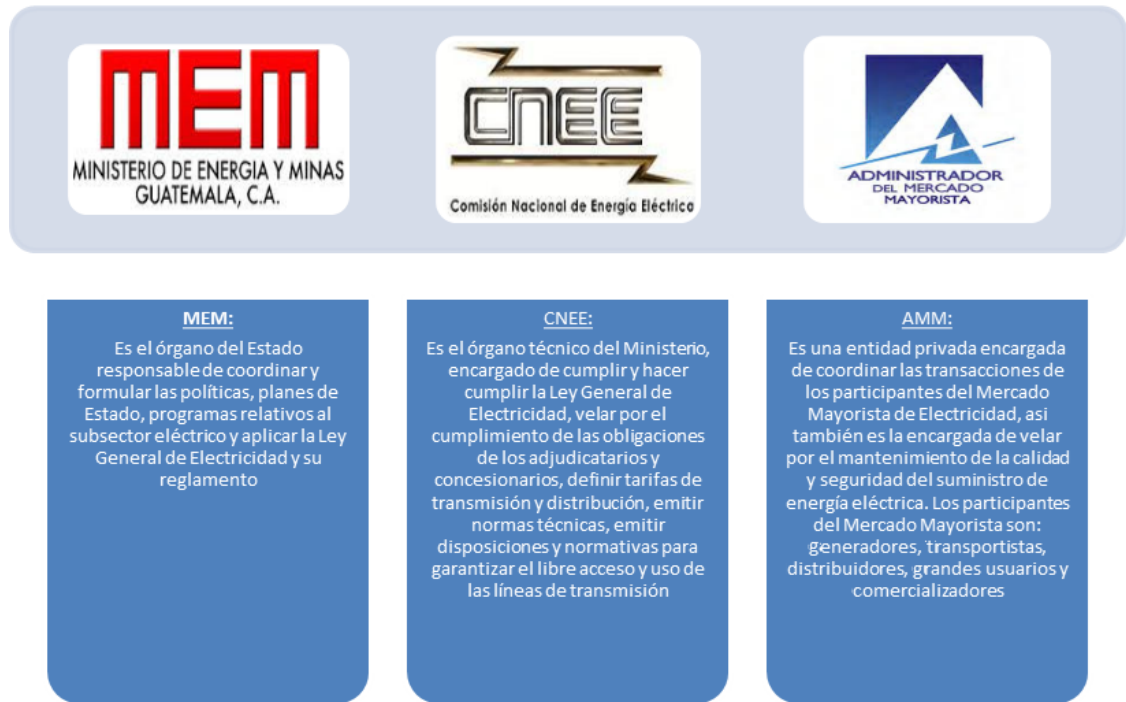 MEM
MINISTERIO DE ENERGIA Y MINAS
GUATEMALA, C.A.
CNEE
Comisión Nacional de Energía Eléctrica
ADMINISTRADOR
DEL MERCADO
MAYORISTA
MEM:
Es el órgano del Estado
responsable de coordinar y
formular las políticas, planes de
Estado, programas relativos al
subsector eléctrico y aplicar la Ley
General de Electricidad y su
reglamento
CNEE:
Es el órgano técnico del Ministerio,
encargado de cumplir y hacer
cumplir la Ley General de
Electricidad, velar por el
cumplimiento de las obligaciones
de los adjudicatarios y
concesionarios, definir tarifas de
transmisión y distribución, emitir
normas técnicas, emitir
disposiciones y normativas para
garantizar el libre acceso y uso de
las líneas de transmisión
AMM:
Es una entidad privada encargada
de coordinar las transacciones de
los participantes del Mercado
Mayorista de Electricidad, asi
también es la encargada de velar
por el mantenimiento de la calidad
y seguridad del suministro de
energía eléctrica. Los participantes
del Mercado Mayorista son:
generadores, transportistas,
distribuidores, grandes usuarios y
comercializadores